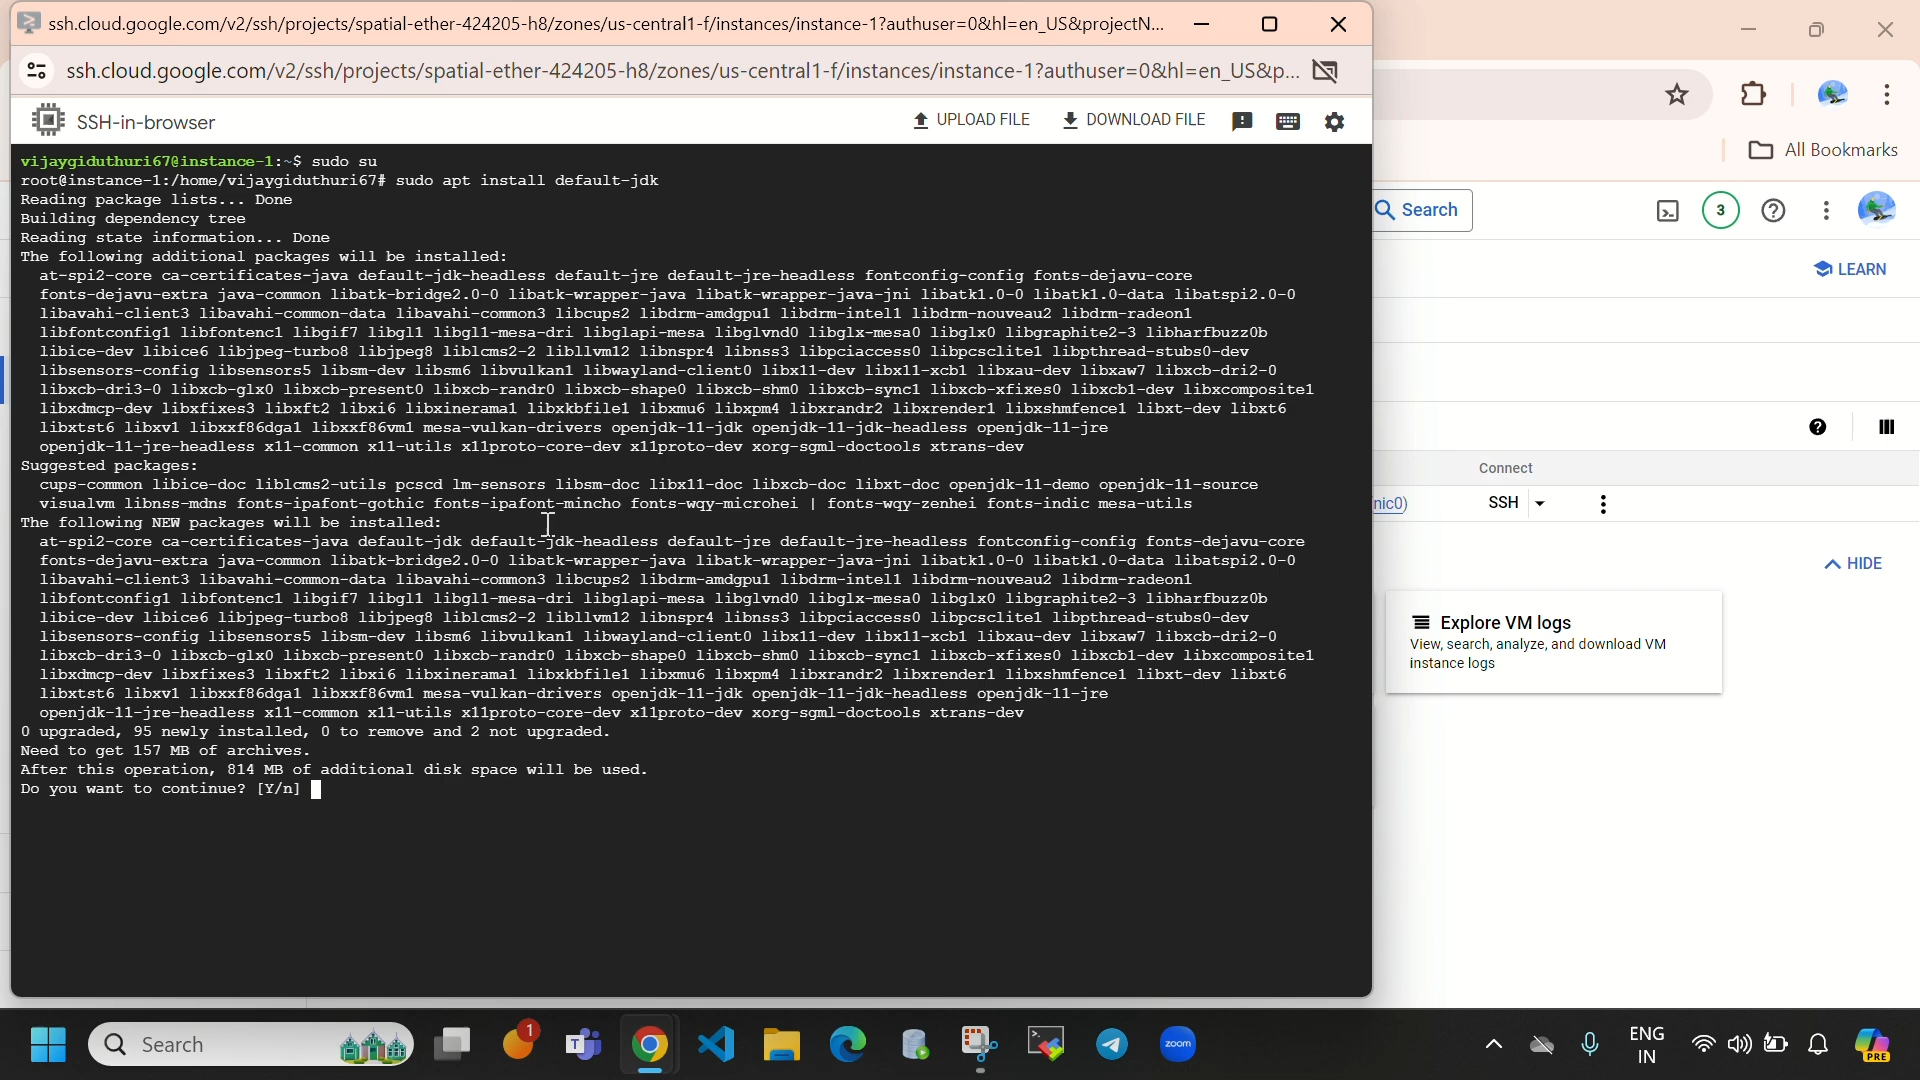 ssh.cloud.google.com/v2/ssh/projects/spatial-ether-424205-h8/zones/us-central1-f/instances/instance-1?authuser=0&hl=en_US&projectN...
ssh.cloud.google.com/v2/ssh/projects/spatial-ether-424205-h8/zones/us-central1-f/instances/instance-1?authuser=0&hl=en_US&p...
SSH-in-browser
UPLOAD FILE
DOWNLOAD FILE
vijaygiduthuri67@instance-1:~$ sudo su
root@instance-1:/home/vijaygiduthuri67# sudo apt install default-jdk
Reading package lists... Done
Building dependency tree
Reading state information... Done
The following additional packages will be installed:
at-spi2-core ca-certificates-java default-jdk-headless default-jre default-jre-headless fontconfig-config fonts-dejavu-core
fonts-dejavu-extra java-common libatk-bridge2.0-0 libatk-wrapper-java libatk-wrapper-java-jni libatk1.0-0 libatk1.0-data libatspi2.0-0
libavahi-client3 libavahi-common-data libavahi-common3 libcups2 libdrm-amdgpu1 libdrm-intel1 libdrm-nouveau2 libdrm-radeon1
libfontconfig1 libfontenc1 libgif7 libgl1 libgl1-mesa-dri libglapi-mesa libglvnd0 libglx-mesa0 libglx0 libgraphite2-3 libharfbuzz0b
libice-dev libice6 libjpeg-turbo8 libjpeg8 liblcms2-2 libllvm12 libnspr4 libnss3 libpciaccess0 libpcsclite1 libpthread-stubs0-dev
libsensors-config libsensors5 libsm-dev libsm6 libvulkan1 libwayland-client0 libx11-dev libx11-xcb1 libxau-dev libxaw7 libxcb-dri2-0
libxcb-dri3-0 libxcb-glx0 libxcb-present0 libxcb-randr0 libxcb-shape0 libxcb-shm0 libxcb-sync1 libxcb-xfixes0 libxcb1-dev libxcomposite1
libxdmcp-dev libxfixes3 libxft2 libxi6 libxinerama1 libxkbfile1 libxmu6 libxpm4 libxrandr2 libxrender1 libxshmfence1 libxt-dev libxt6
libxtst6 libxv1 libxxf86dga1 libxxf86vm1 mesa-vulkan-drivers openjdk-11-jdk openjdk-11-jdk-headless openjdk-11-jre
openjdk-11-jre-headless x11-common x11-utils x11proto-core-dev x11proto-dev xorg-sgml-doctools xtrans-dev
Suggested packages:
cups-common libice-doc liblcms2-utils pcscd lm-sensors libsm-doc libx11-doc libxcb-doc libxt-doc openjdk-11-demo openjdk-11-source
visualvm libnss-mdns fonts-ipafont-gothic fonts-ipafont-mincho fonts-wqy-microhei | fonts-wqy-zenhei fonts-indic mesa-utils
The following NEW packages will be installed:
at-spi2-core ca-certificates-java default-jdk default-jdk-headless default-jre default-jre-headless fontconfig-config fonts-dejavu-core
fonts-dejavu-extra java-common libatk-bridge2.0-0 libatk-wrapper-java libatk-wrapper-java-jni libatk1.0-0 libatk1.0-data libatspi2.0-0
libavahi-client3 libavahi-common-data libavahi-common3 libcups2 libdrm-amdgpu1 libdrm-intel1 libdrm-nouveau2 libdrm-radeon1
libfontconfig1 libfontenc1 libgif7 libgl1 libgl1-mesa-dri libglapi-mesa libglvnd0 libglx-mesa0 libglx0 libgraphite2-3 libharfbuzz0b
libice-dev libice6 libjpeg-turbo8 libjpeg8 liblcms2-2 libllvm12 libnspr4 libnss3 libpciaccess0 libpcsclite1 libpthread-stubs0-dev
libsensors-config libsensors5 libsm-dev libsm6 libvulkan1 libwayland-client0 libx11-dev libx11-xcb1 libxau-dev libxaw7 libxcb-dri2-0
libxcb-dri3-0 libxcb-glx0 libxcb-present0 libxcb-randr0 libxcb-shape0 libxcb-shm0 libxcb-sync1 libxcb-xfixes0 libxcb1-dev libxcomposite1
libxdmcp-dev libxfixes3 libxft2 libxi6 libxinerama1 libxkbfile1 libxmu6 libxpm4 libxrandr2 libxrender1 libxshmfence1 libxt-dev libxt6
libxtst6 libxv1 libxxf86dga1 libxxf86vm1 mesa-vulkan-drivers openjdk-11-jdk openjdk-11-jdk-headless openjdk-11-jre
openjdk-11-jre-headless x11-common x11-utils x11proto-core-dev x11proto-dev xorg-sgml-doctools xtrans-dev
0 upgraded, 95 newly installed, 0 to remove and 2 not upgraded.
Need to get 157 MB of archives.
After this operation, 814 MB of additional disk space will be used.
Do you want to continue? [Y/n]
All Bookmarks
Search
3
LEARN
Connect
nic0)
SSH
HIDE
Explore VM logs
View, search, analyze, and download VM
instance logs
Search
1
zoom
ENG
IN
PRE